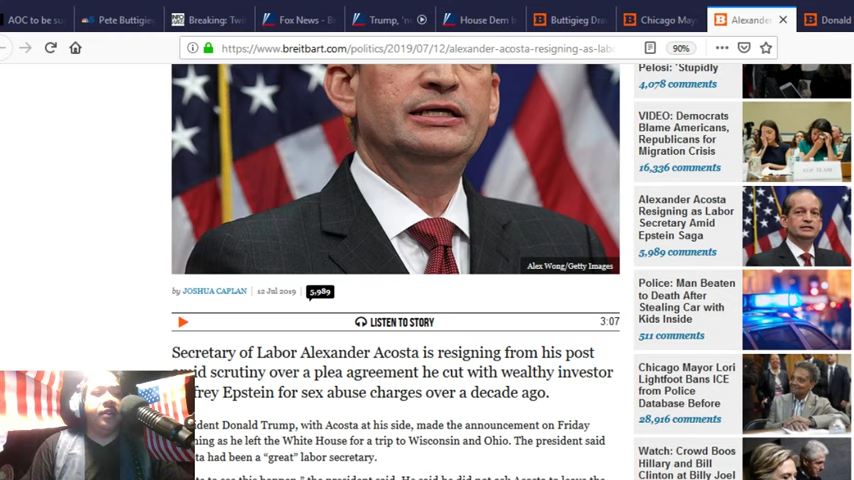 AOC to be su
Pete Buttigieg
Breaking: Twi
Fox News - B
Trump, 'm
House Dem b
Buttigieg Dra
Chicago May
Alexander
Donald
https://www.breitbart.com/politics/2019/07/12/alexander-acosta-resigning-as-lab
90%
Alex Wong/Getty Images
by JOSHUA CAPLAN | 12 Jul 2019
5,989
LISTEN TO STORY
3:07
Secretary of Labor Alexander Acosta is resigning from his post
amid scrutiny over a plea agreement he cut with wealthy investor
frey Epstein for sex abuse charges over a decade ago.
ident Donald Trump, with Acosta at his side, made the announcement on Friday
ning as he left the White House for a trip to Wisconsin and Ohio. The president said
ta had been a “great” labor secretary.
Pelosi: 'Stupidly
4,078 comments
VIDEO: Democrats
Blame Americans,
Republicans for
Migration Crisis
16,336 comments
Alexander Acosta
Resigning as Labor
Secretary Amid
Epstein Saga
5,989 comments
Police: Man Beaten
to Death After
Stealing Car with
Kids Inside
511 comments
Chicago Mayor Lori
Lightfoot Bans ICE
from Police
Database Before
28,916 comments
Watch: Crowd Boos
Hillary and Bill
Clinton at Billy Joel